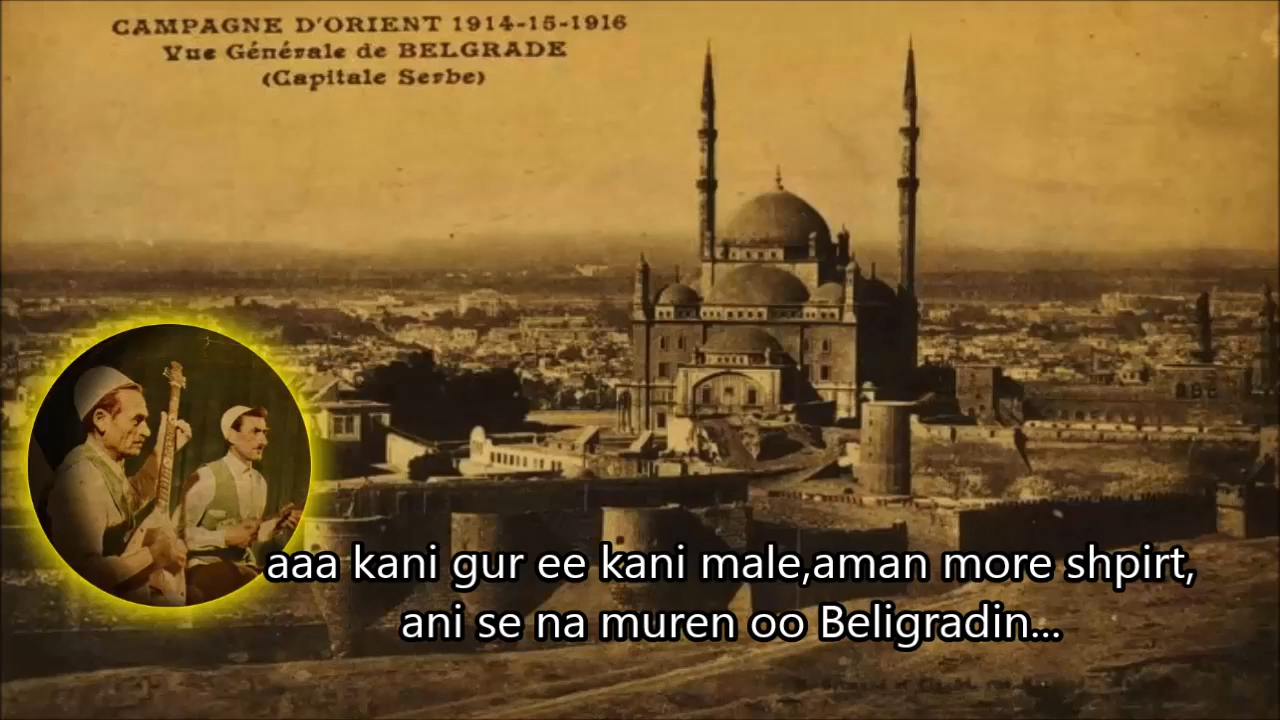 CAMPAGNE D'ORIENT 1914-15-1916
Vue Générale de BELGRADE
(Capitale Serbe)
aaa kani gur ee kani male,aman more shpirt,
ani se na muren oo Beligradin...